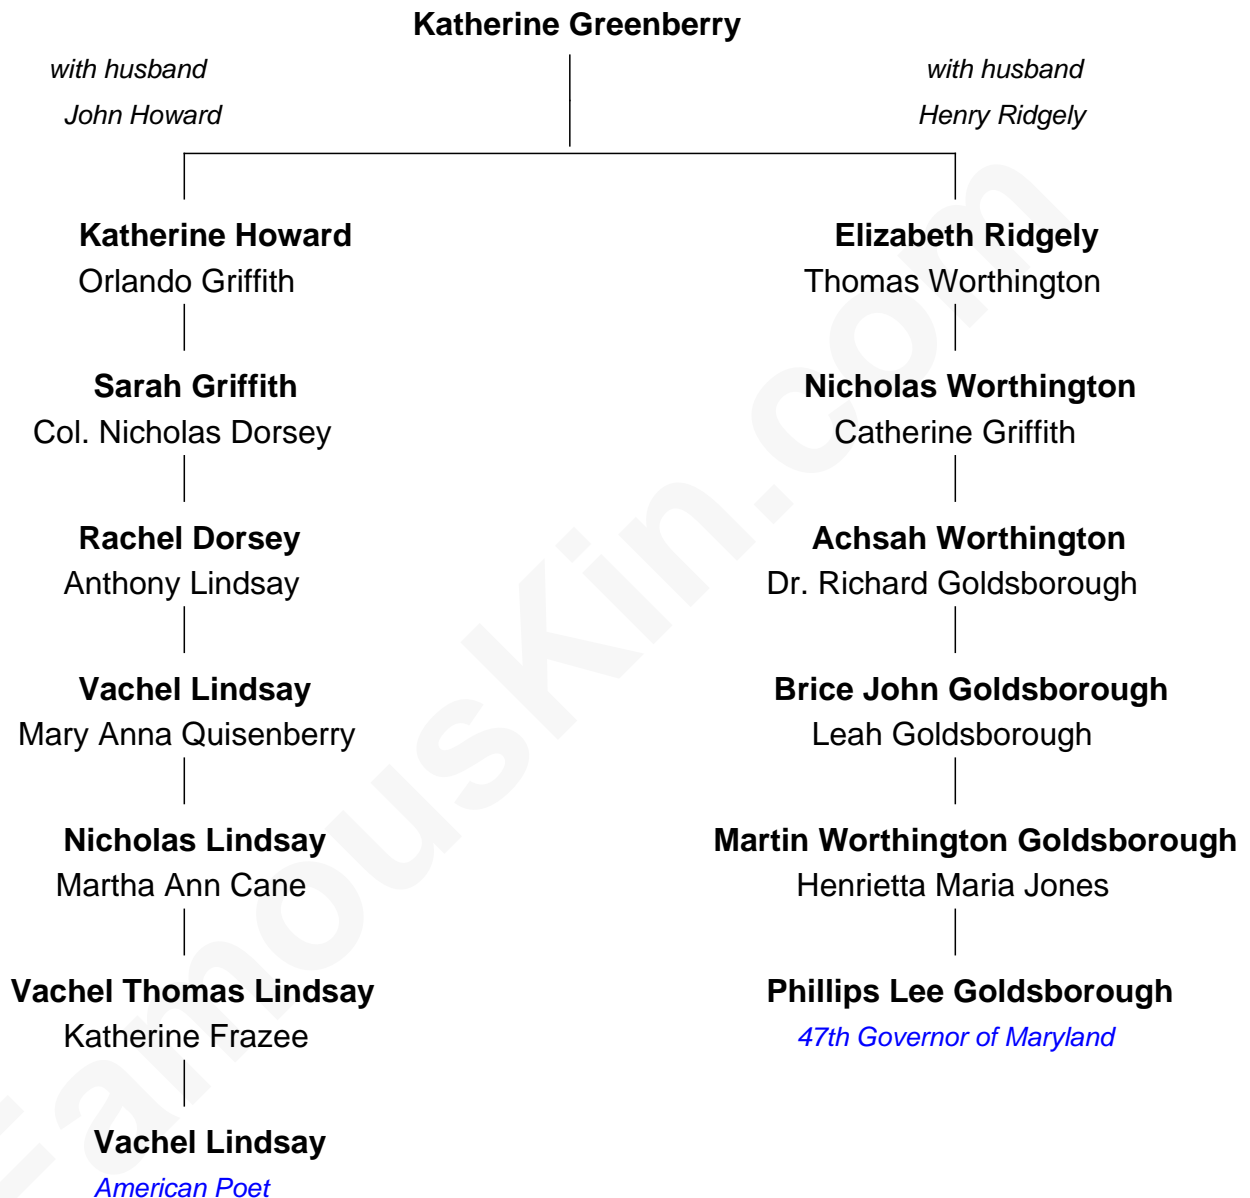 Katherine Greenberry
with husband
John Howard
with husband
Henry Ridgely
Katherine Howard
Orlando Griffith
Elizabeth Ridgely
Thomas Worthington
Sarah Griffith
Col. Nicholas Dorsey
Nicholas Worthington
Catherine Griffith
Rachel Dorsey
Anthony Lindsay
Achsah Worthington
Dr. Richard Goldsborough
Vachel Lindsay
Mary Anna Quisenberry
Brice John Goldsborough
Leah Goldsborough
Nicholas Lindsay
Martha Ann Cane
Martin Worthington Goldsborough
Henrietta Maria Jones
Vachel Thomas Lindsay
Katherine Frazee
Phillips Lee Goldsborough
47th Governor of Maryland
Vachel Lindsay
American Poet
FamousKin.com